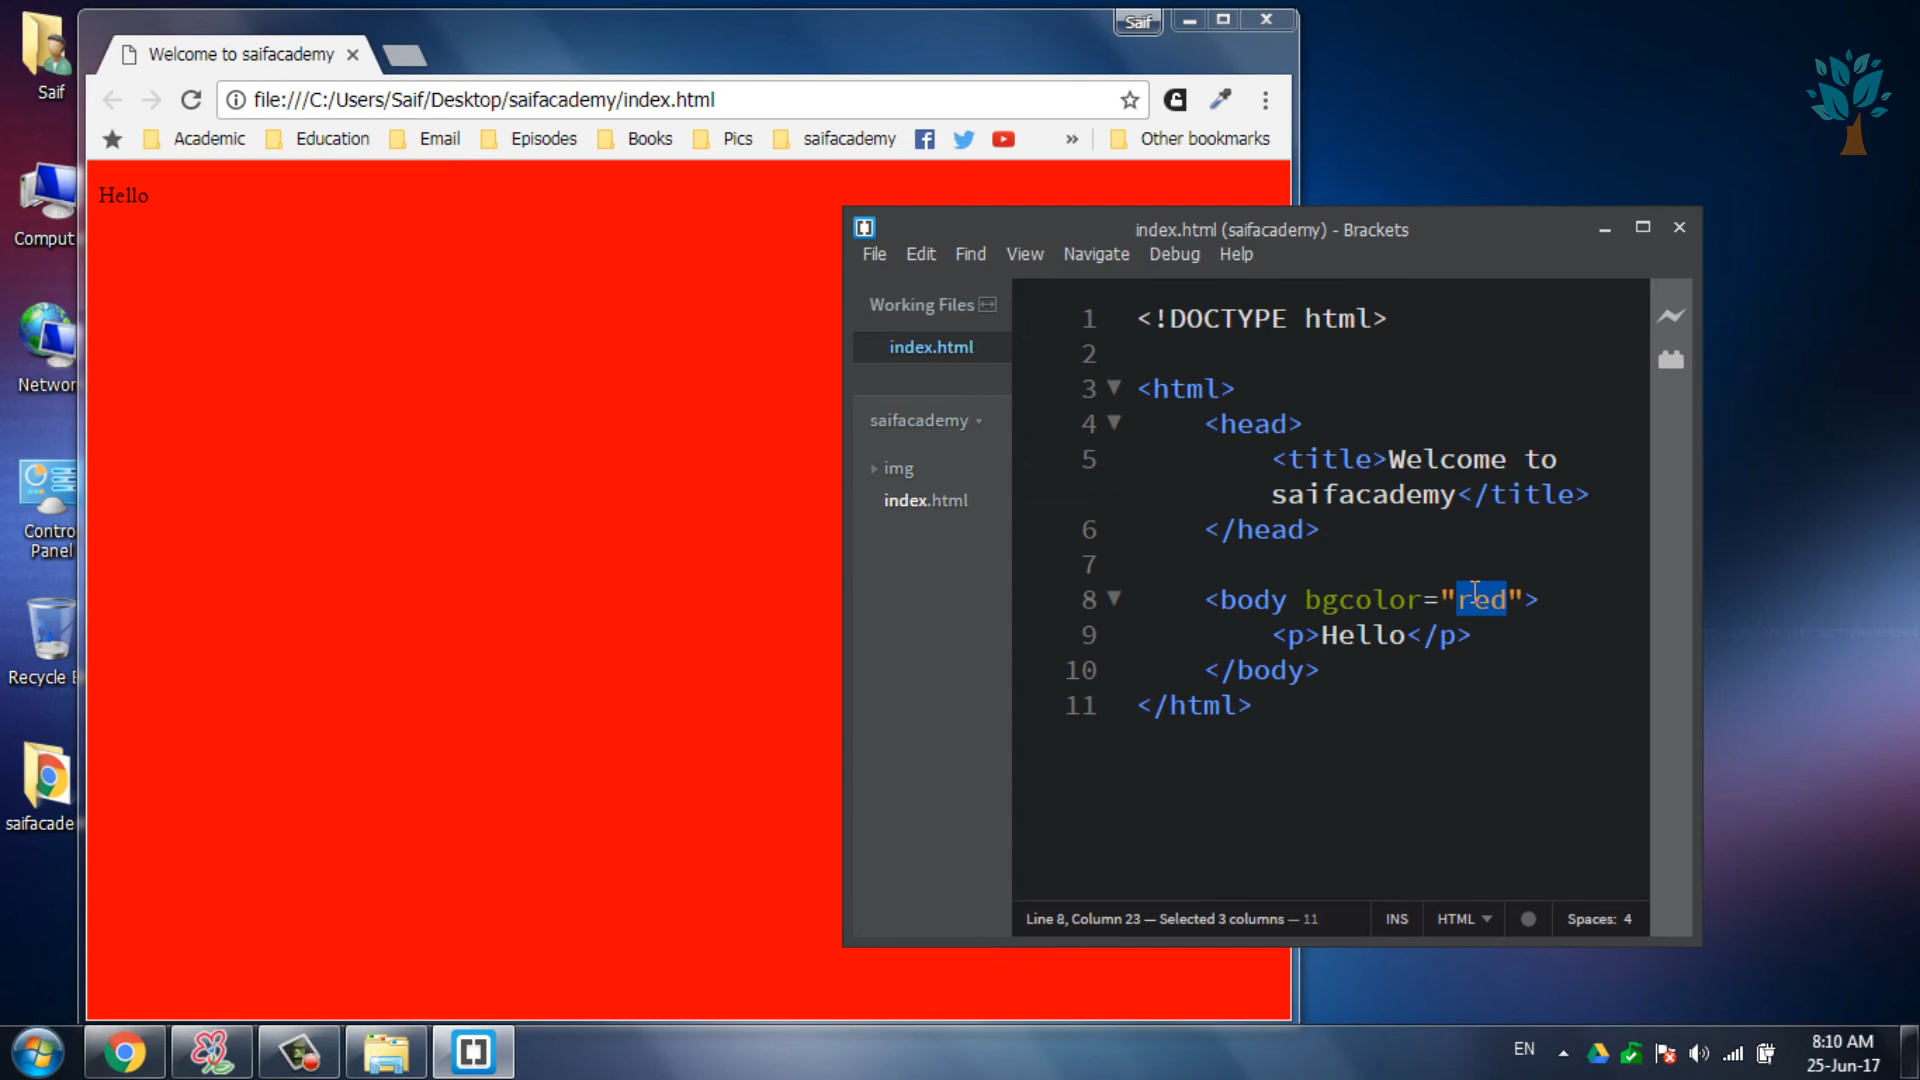 Saif
Welcome to saifacademy
file:///C:/Users/Saif/Desktop/saifacademy/index.html
Academic Education Email Episodes Books Pics saifacademy » Other bookmarks
Hello
Saif
Comput
Networ
Contro
Panel
Recycle
saifacade
index.html (saifacademy) - Brackets
File Edit Find View Navigate Debug Help
Working Files
index.html
saifacademy
img
index.html
1 <!DOCTYPE html>
2
3 <html>
4 <head>
5 <title>Welcome to
saifacademy</title>
6 </head>
7
8 <body bgcolor="red">
9 <p>Hello</p>
10 </body>
11 </html>
Line 8, Column 23 — Selected 3 columns — 11 INS HTML Spaces: 4
EN
8:10 AM
25-Jun-17